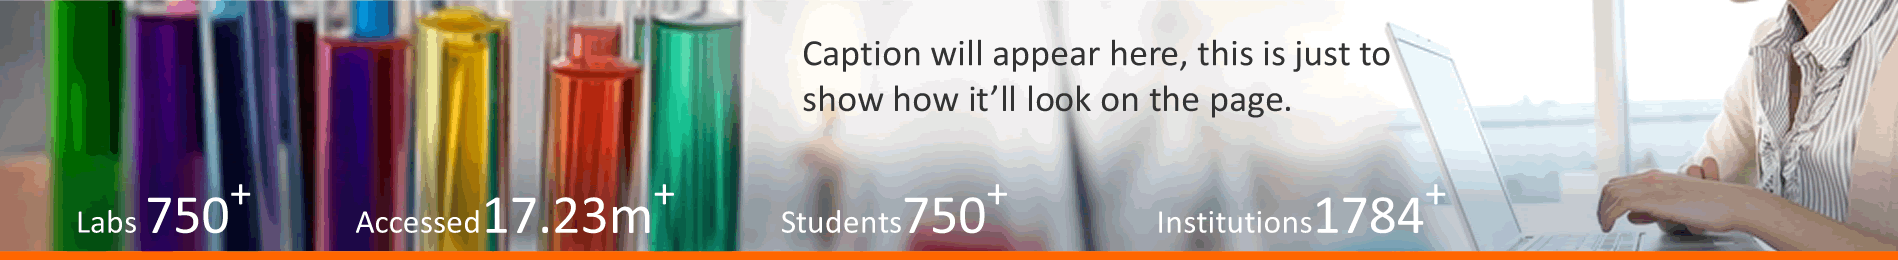 Caption will appear here, this is just to
show how it’ll look on the page.
Labs 750+ Accessed 17.23m+ Students 750+ Institutions 1784+